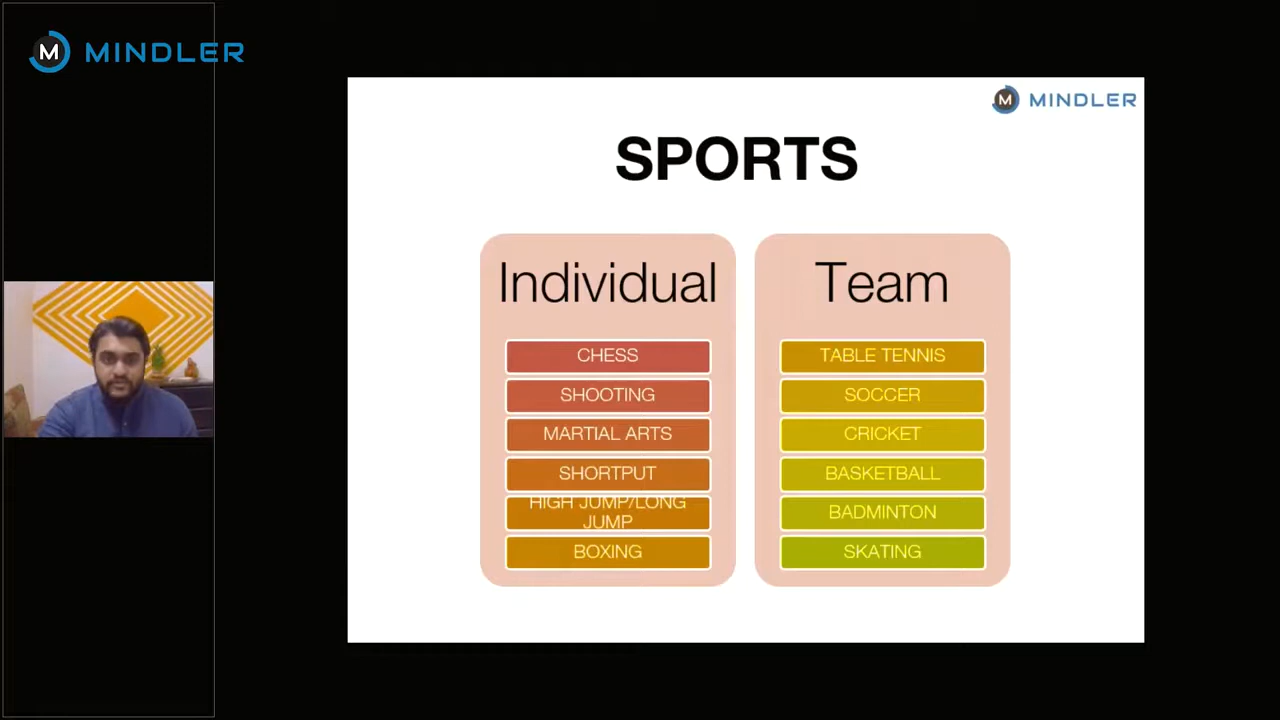 M MINDLER
M MINDLER
SPORTS
Individual
CHESS
SHOOTING
MARTIAL ARTS
SHORTPUT
HIGH JUMP/LONG
JUMP
BOXING
Team
TABLE TENNIS
SOCCER
CRICKET
BASKETBALL
BADMINTON
SKATING